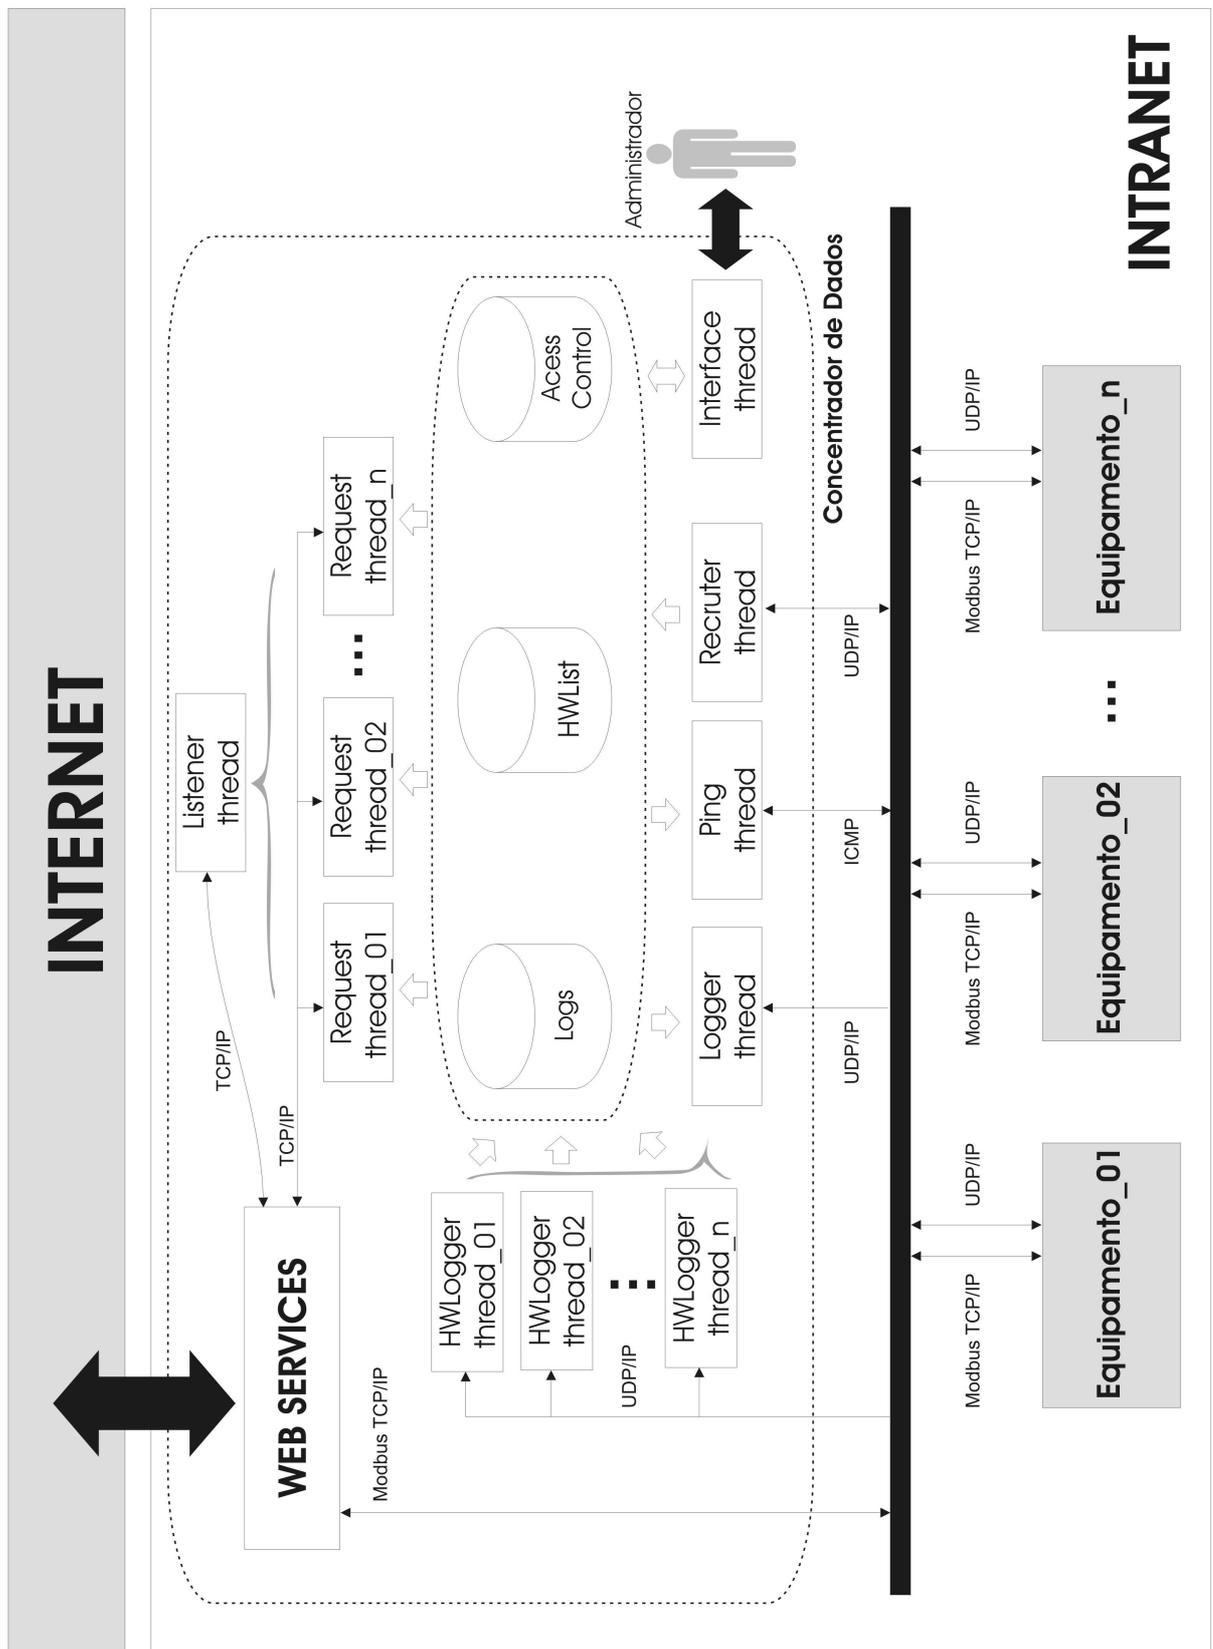 INTERNET
Listener
thread
TCP/IP
TCP/IP
WEB SERVICES
Request
thread_01
Request
thread_02
...
Request
thread_n
Modbus TCP/IP
HWLogger
thread_01
HWLogger
thread_02
...
HWLogger
thread_n
UDP/IP
Logs
HWList
Acess
Control
Logger
thread
Ping
thread
Recruter
thread
Interface
thread
Administrador
UDP/IP
ICMP
UDP/IP
Concentrador de Dados
Modbus TCP/IP
UDP/IP
Modbus TCP/IP
UDP/IP
Modbus TCP/IP
UDP/IP
Equipamento_01
Equipamento_02
...
Equipamento_n
INTRANET